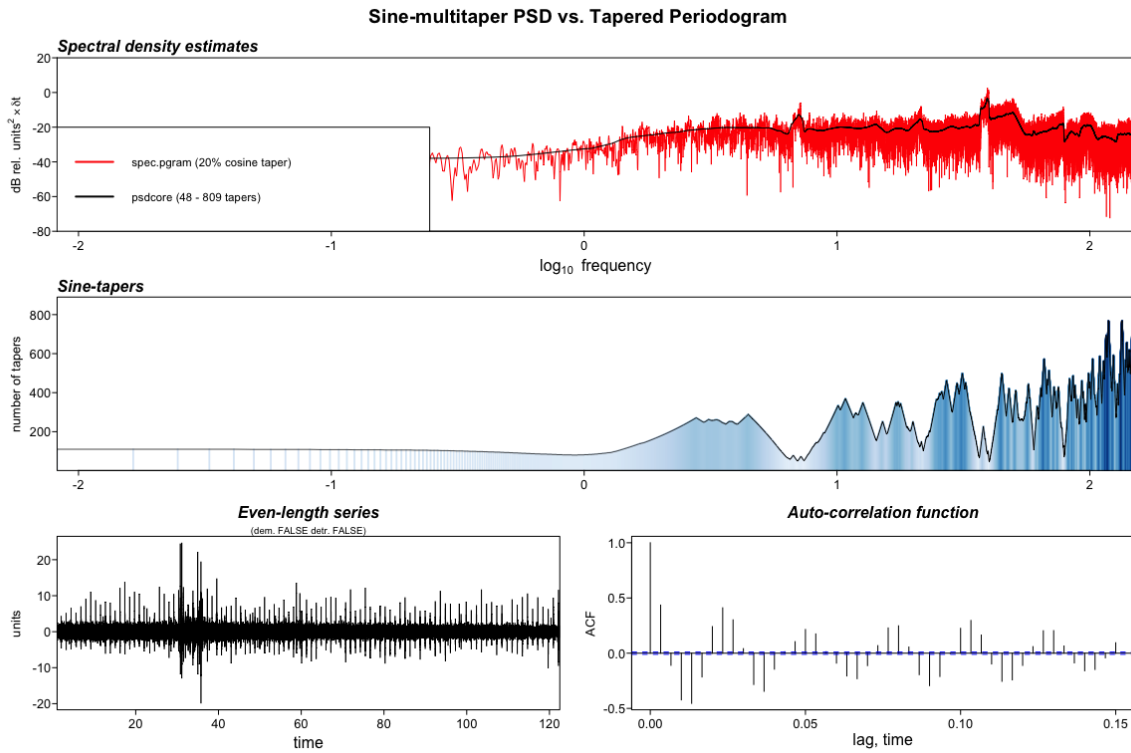 Sine-multitaper PSD vs. Tapered Periodogram
Spectral density estimates
dB rel. units² × δt
20
0
-20
-40
-60
-80
spec.pgram (20% cosine taper)
psdcore (48 - 809 tapers)
-2 -1 0 1 2
log₁₀ frequency
Sine-tapers
number of tapers
800
600
400
200
-2 -1 0 1 2
Even-length series
(dem. FALSE detr. FALSE)
units
20
10
0
-10
-20
20 40 60 80 100 120
time
Auto-correlation function
ACF
1.0
0.5
0.0
-0.5
0.00 0.05 0.10 0.15
lag, time